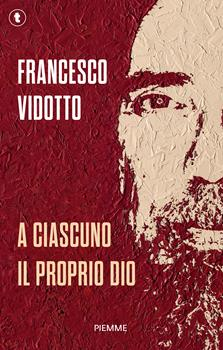 FRANCESCO
VIDOTTO
A CIASCUNO
IL PROPRIO DIO
PIEMME